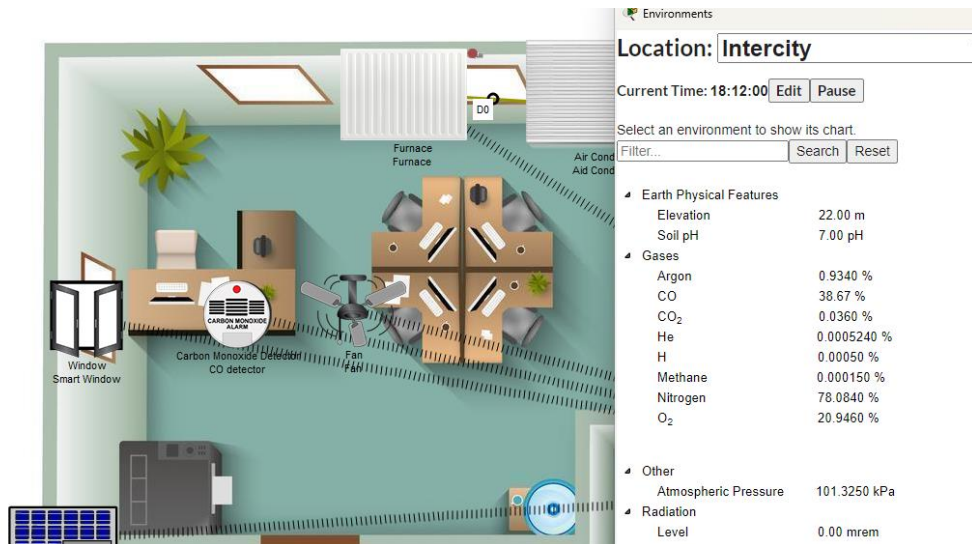 Environments
Location: Intercity
Current Time: 18:12:00 Edit Pause
Select an environment to show its chart.
Filter... Search Reset
Earth Physical Features
Elevation 22.00 m
Soil pH 7.00 pH
Gases
Argon 0.9340 %
CO 38.67 %
CO2 0.0360 %
He 0.0005240 %
H 0.00050 %
Methane 0.000150 %
Nitrogen 78.0840 %
O2 20.9460 %
Other
Atmospheric Pressure 101.3250 kPa
Radiation
Level 0.00 mrem
D0
Furnace
Furnace
Air Cond
Aid Cond
CARBON MONOXIDE
ALARM
Carbon Monoxide Detector
CO detector
Fan
Fan
Window
Smart Window